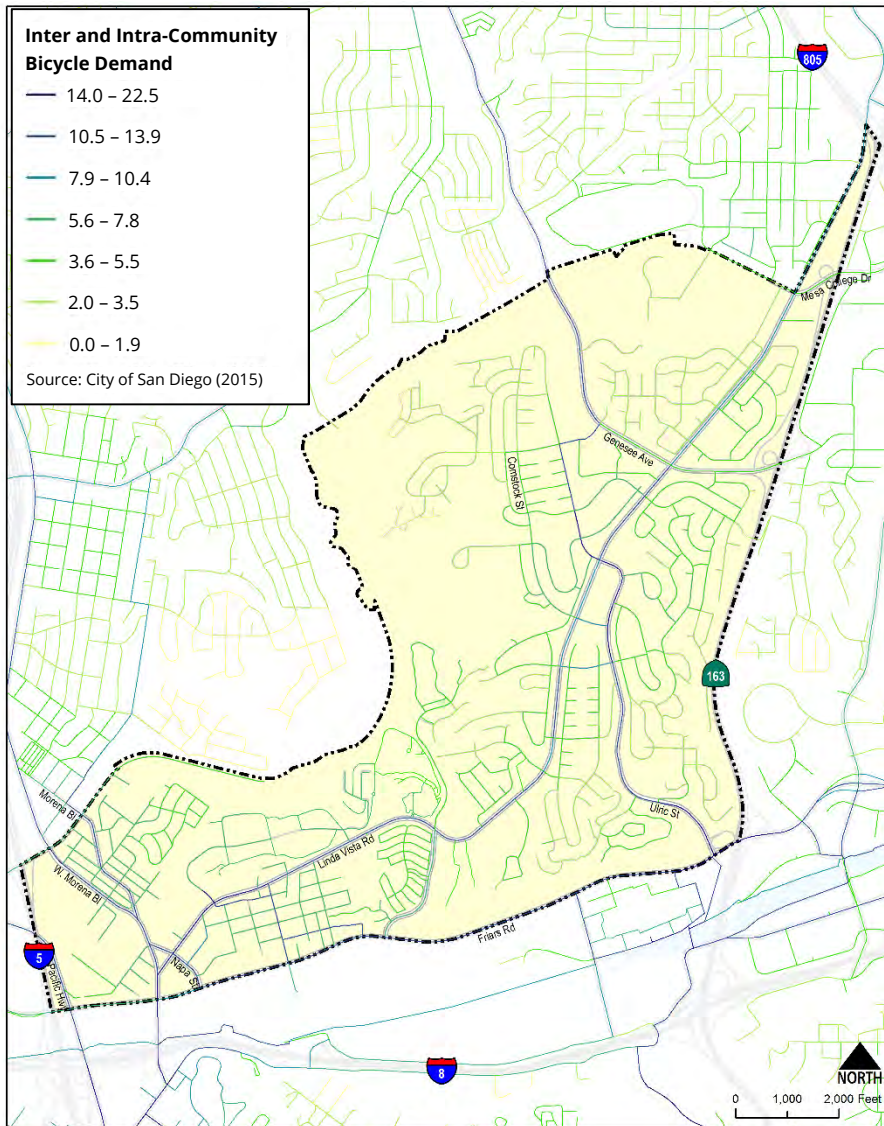 Inter and Intra-Community
Bicycle Demand
14.0 – 22.5
10.5 – 13.9
7.9 – 10.4
5.6 – 7.8
3.6 – 5.5
2.0 – 3.5
0.0 – 1.9
Source: City of San Diego (2015)
805
Mesa College Dr
Genesee Ave
Comstock St
163
Morena Bl
Ulric St
Linda Vista Rd
W. Morena Bl
Friars Rd
5
Napa St
Pacific Hwy
8
NORTH
0 1,000 2,000 Feet